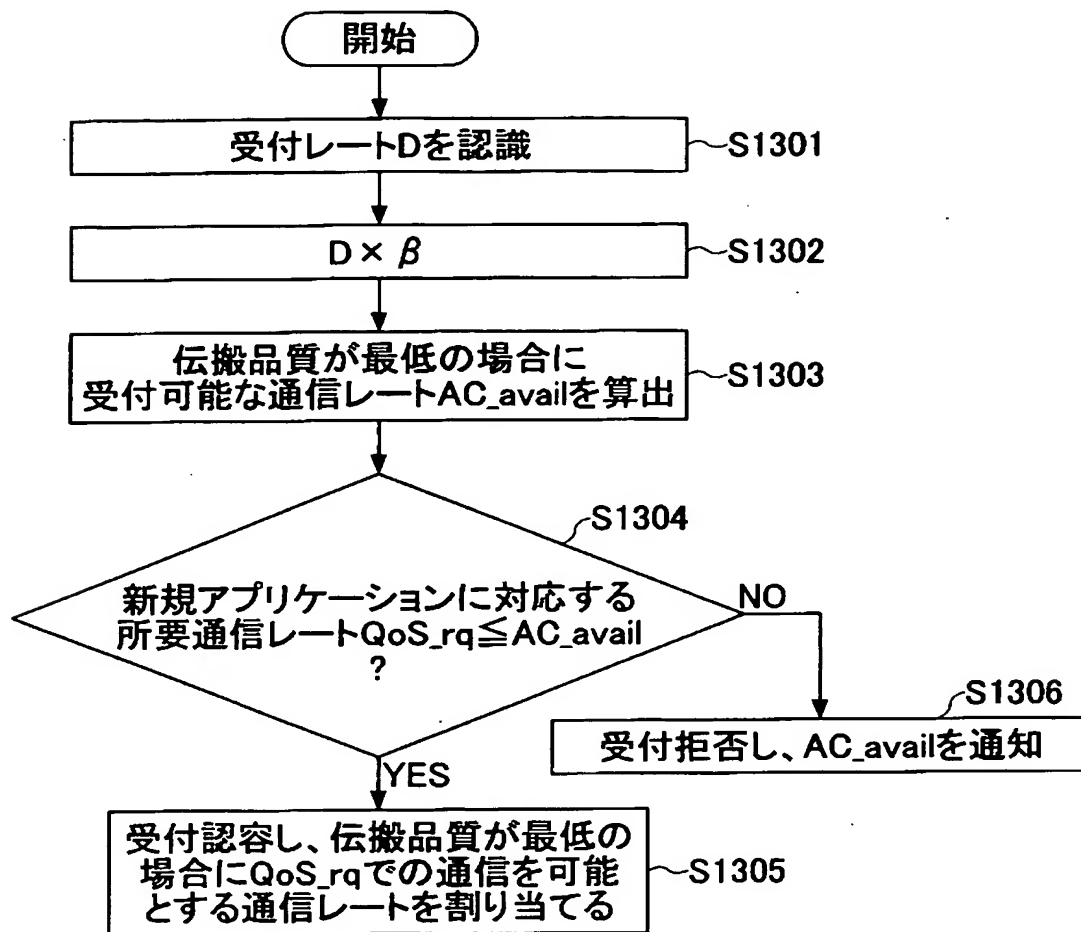 開始
受付レートDを認識
S1301
D×β
S1302
伝搬品質が最低の場合に
受付可能な通信レートAC_availを算出
S1303
S1304
新規アプリケーションに対応する
所要通信レートQoS_rq≦AC_avail
?
NO
S1306
受付拒否し、AC_availを通知
YES
受付認容し、伝搬品質が最低の
場合にQoS_rqでの通信を可能
とする通信レートを割り当てる
S1305